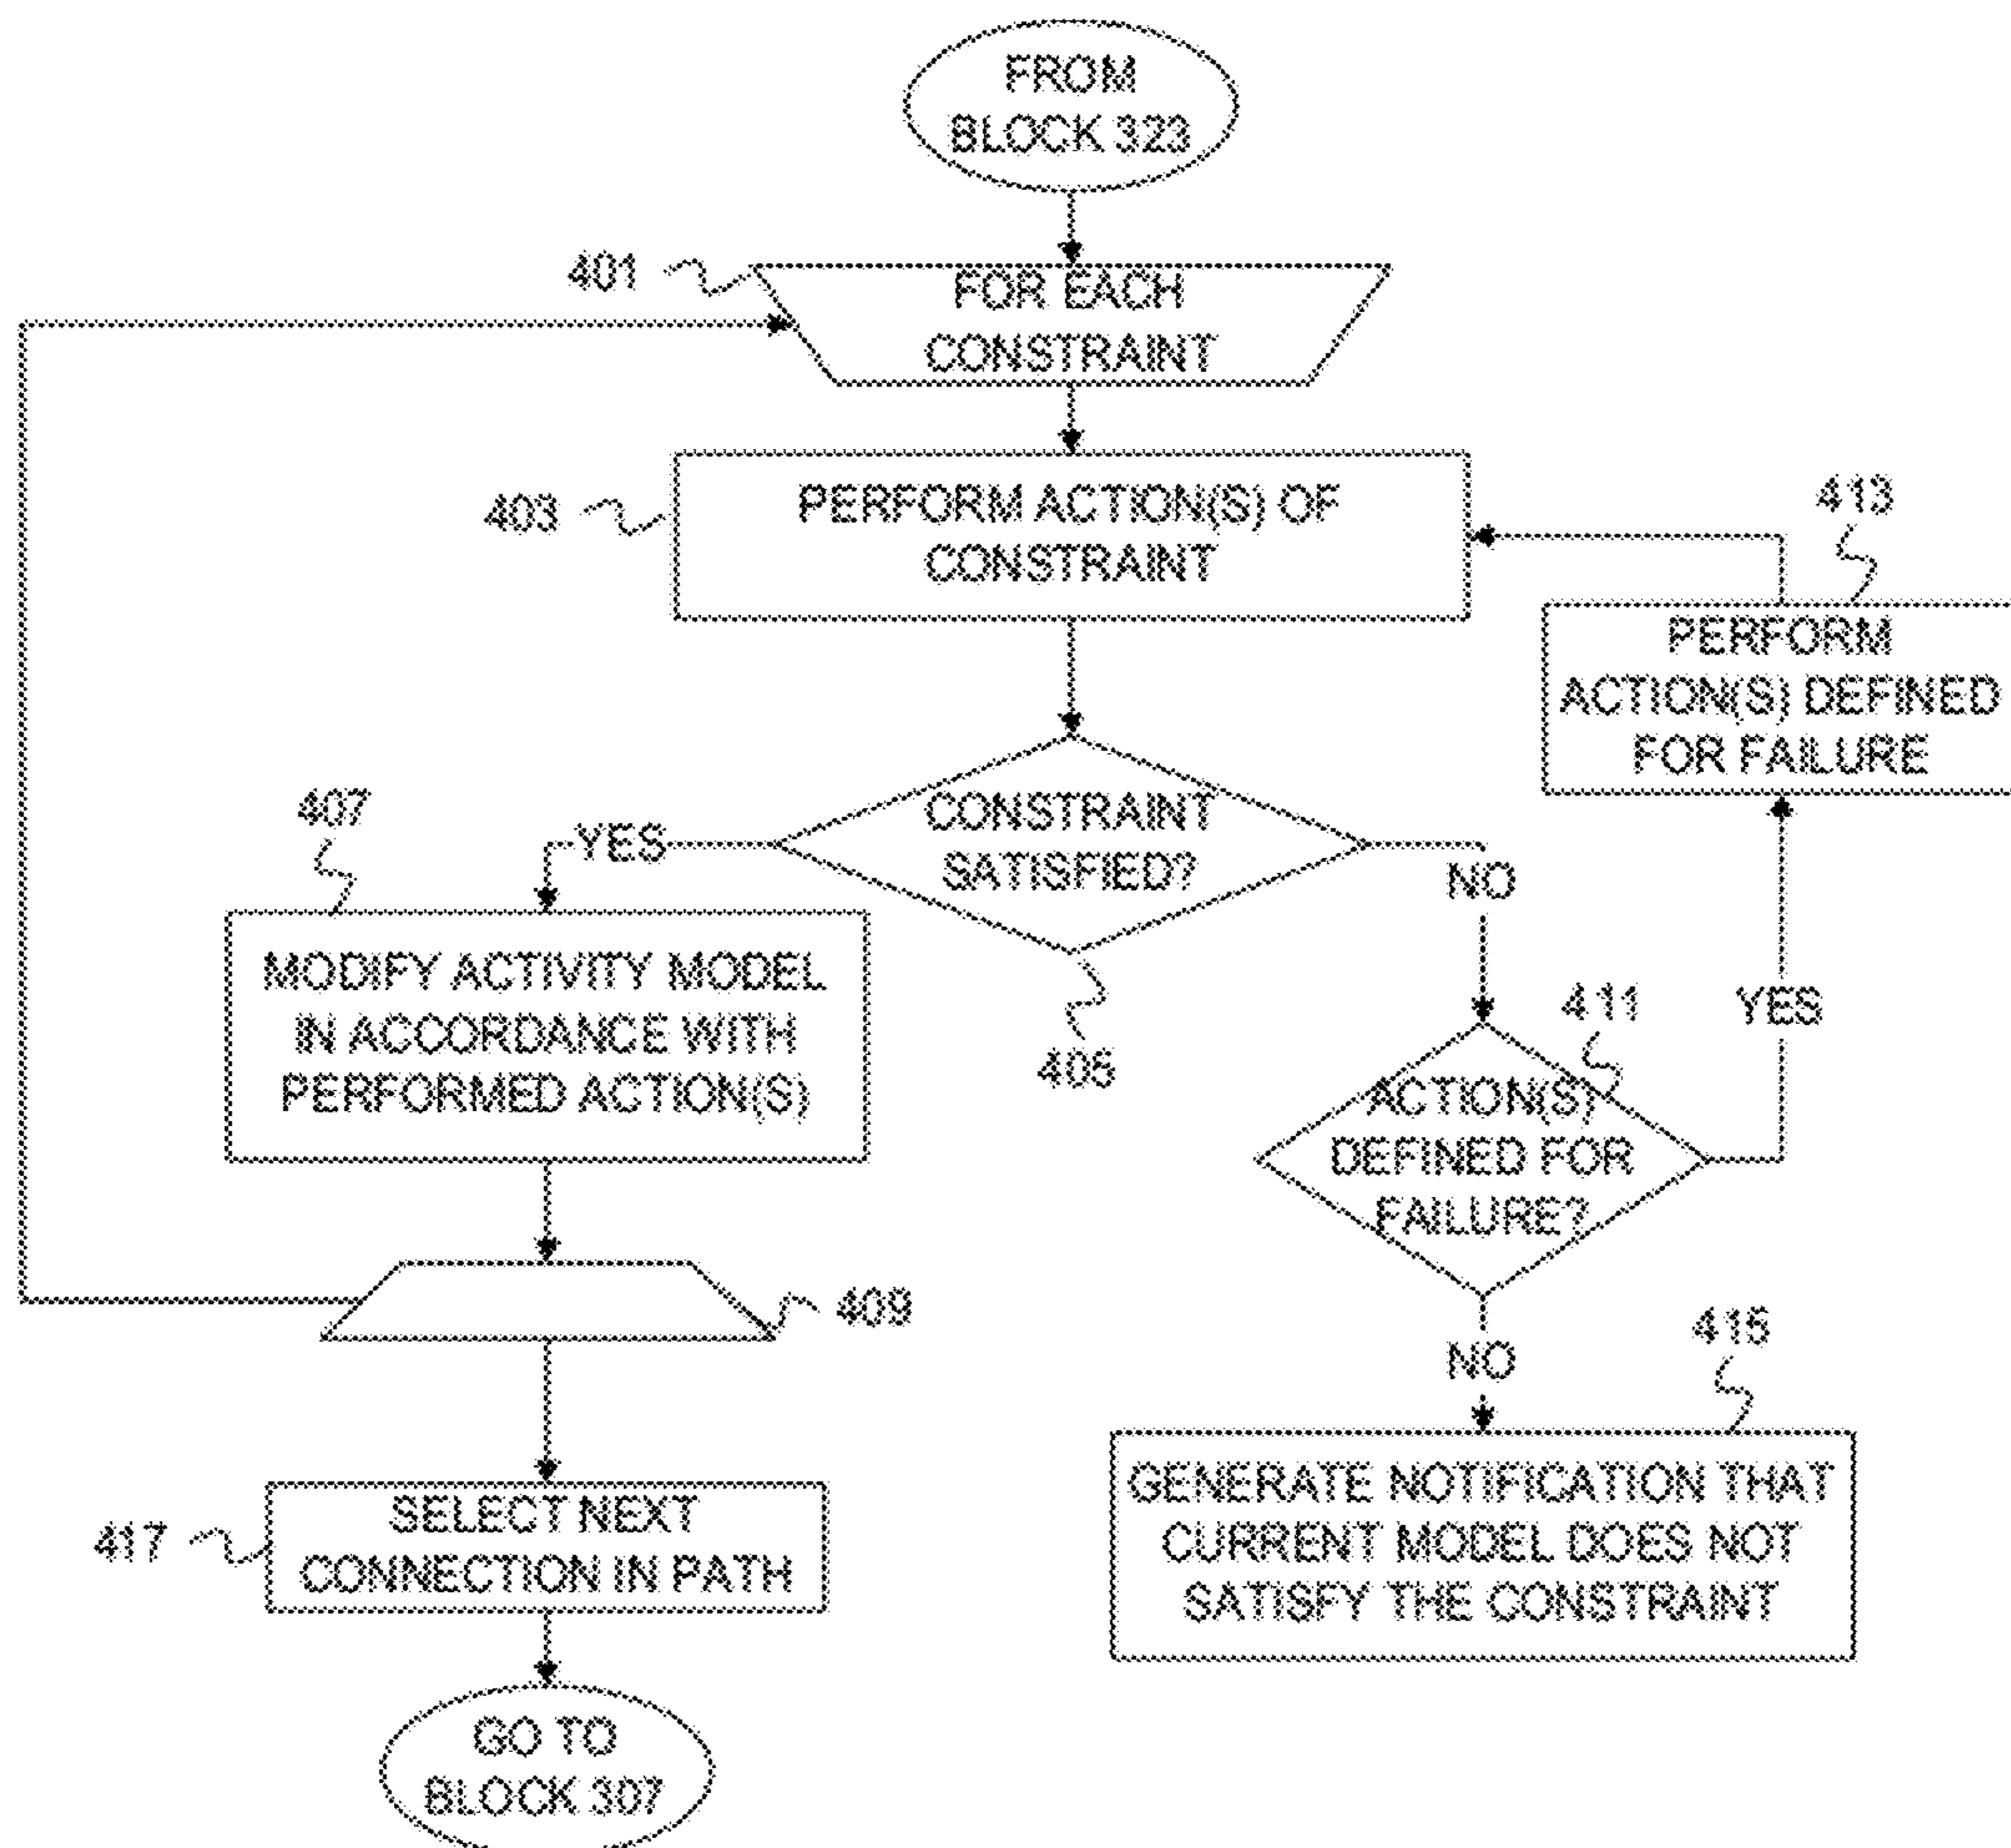 FROM
BLOCK 323
401
FOR EACH
CONSTRAINT
403
PERFORM ACTION(S) OF
CONSTRAINT
413
PERFORM
ACTION(S) DEFINED
FOR FAILURE
407
YES
CONSTRAINT
SATISFIED?
NO
MODIFY ACTIVITY MODEL
IN ACCORDANCE WITH
PERFORMED ACTION(S)
405
411
YES
ACTION(S)
DEFINED FOR
FAILURE?
409
NO
415
417
SELECT NEXT
CONNECTION IN PATH
GENERATE NOTIFICATION THAT
CURRENT MODEL DOES NOT
SATISFY THE CONSTRAINT
GO TO
BLOCK 307